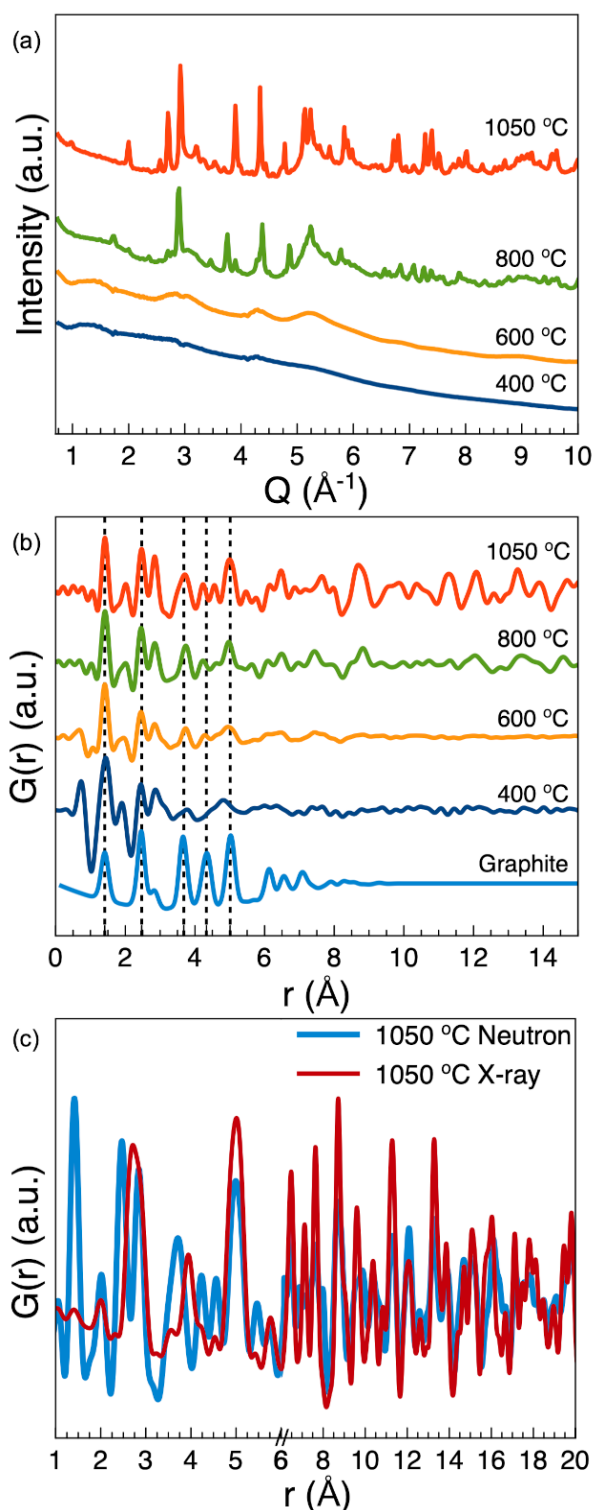 (a)
Intensity (a.u.)
1050 °C
800 °C
600 °C
400 °C
1 2 3 4 5 6 7 8 9 10
Q (Å⁻¹)
(b)
G(r) (a.u.)
1050 °C
800 °C
600 °C
400 °C
Graphite
0 2 4 6 8 10 12 14
r (Å)
(c)
G(r) (a.u.)
1050 °C Neutron
1050 °C X-ray
1 2 3 4 5 6 8 10 12 14 16 18 20
r (Å)